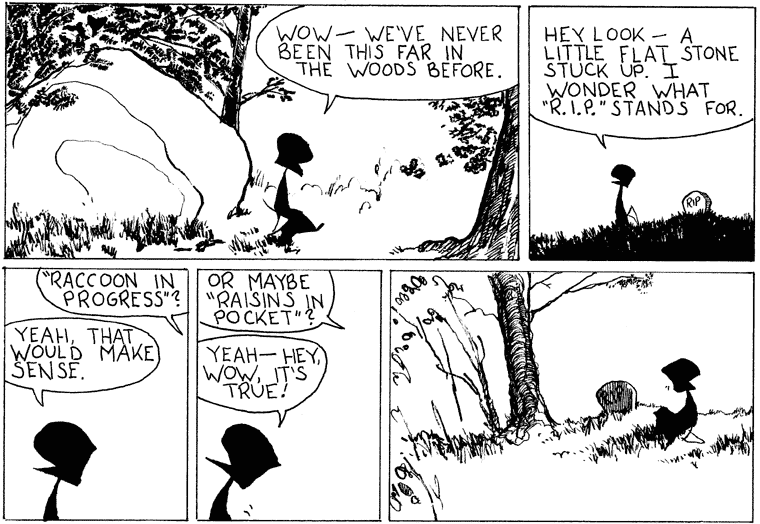 WOW — WE'VE NEVER
BEEN THIS FAR IN
THE WOODS BEFORE.
HEY LOOK — A
LITTLE FLAT STONE
STUCK UP. I
WONDER WHAT
"R.I.P." STANDS FOR.
RIP
"RACCOON IN
PROGRESS"?
YEAH, THAT
WOULD MAKE
SENSE.
OR MAYBE
"RAISINS IN
POCKET"?
YEAH — HEY,
WOW, IT'S
TRUE!